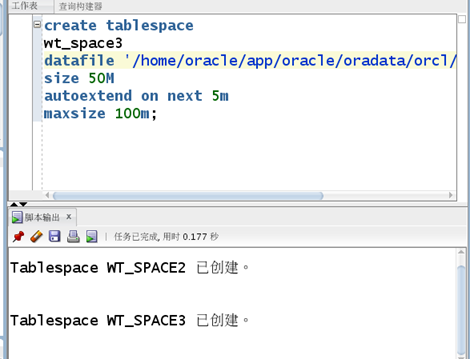 工作表 查询构建器
create tablespace
wt_space3
datafile '/home/oracle/app/oracle/oradata/orcl/
size 50M
autoextend on next 5m
maxsize 100m;
脚本输出 x
任务已完成, 用时 0.177 秒
Tablespace WT_SPACE2 已创建。
Tablespace WT_SPACE3 已创建。